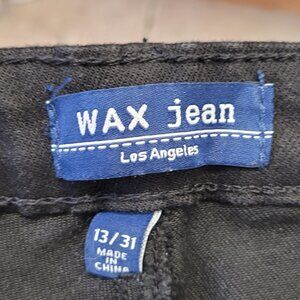 WAX jean
Los Angeles
13/31
MADE
IN
CHINA